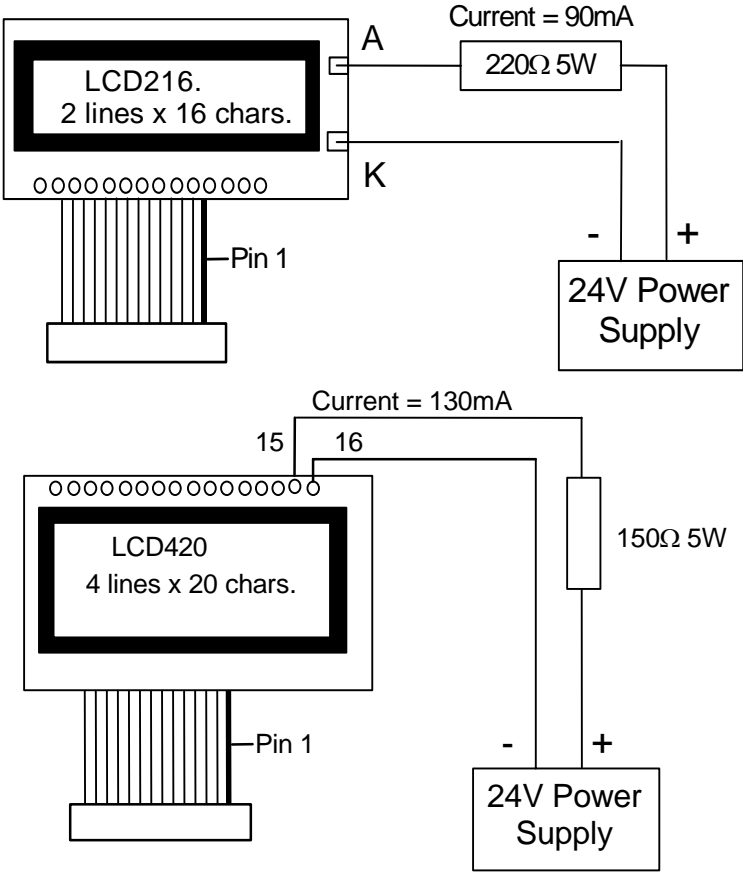 Current = 90mA
A
220Ω 5W
LCD216.
2 lines x 16 chars.
K
- +
Pin 1
24V Power
Supply
Current = 130mA
15 16
150Ω 5W
LCD420
4 lines x 20 chars.
Pin 1
- +
24V Power
Supply